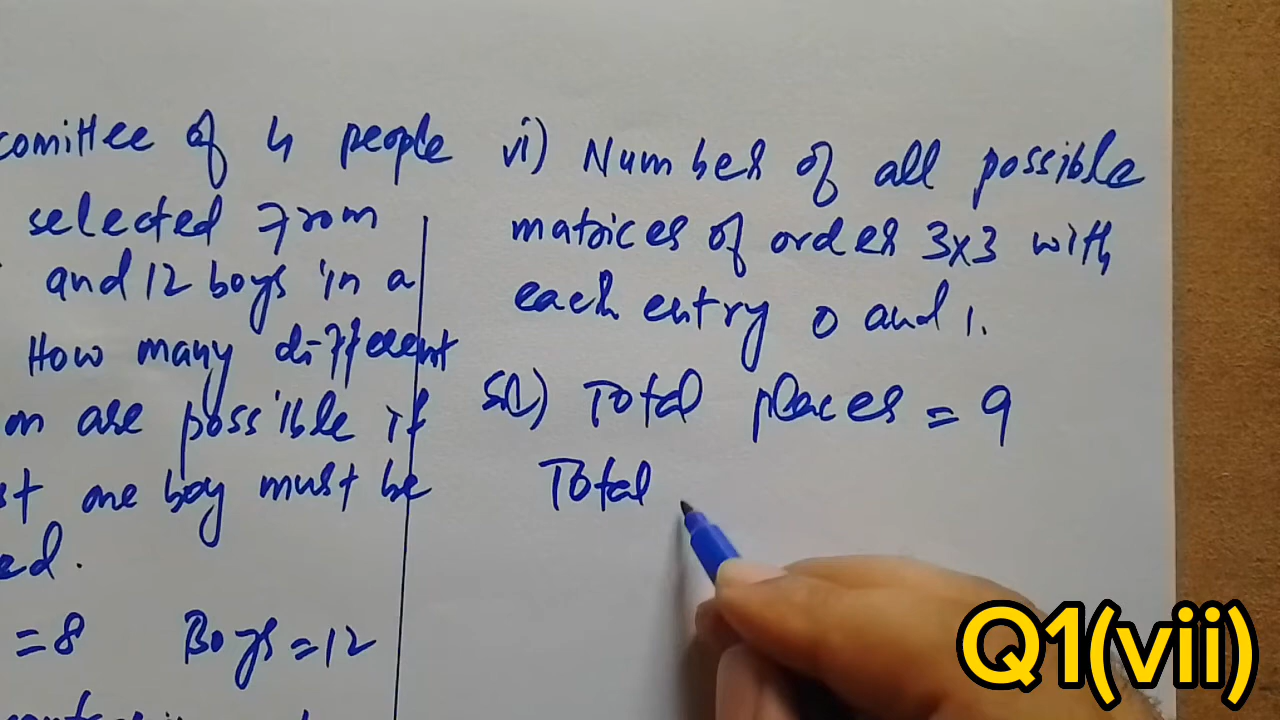 comittee of 4 people
selected from
and 12 boys in a
How many different
on are possible if
st one boy must be
ed.
=8 Boys=12
vi) Number of all possible
matrices of order 3x3 with
each entry 0 and 1.
Sol) Total places = 9
Total
Q1(vii)